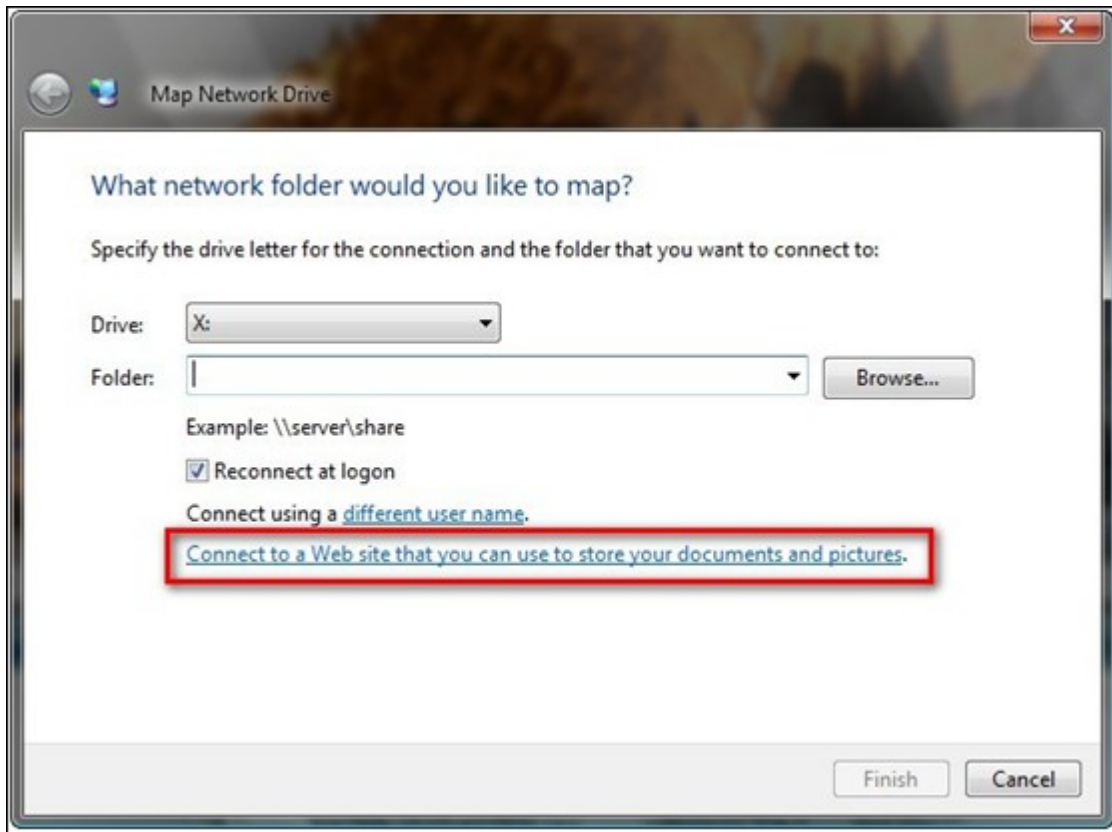 Map Network Drive
What network folder would you like to map?
Specify the drive letter for the connection and the folder that you want to connect to:
Drive: X:
Folder: Browse...
Example: \\server\share
Reconnect at logon
Connect using a different user name.
Connect to a Web site that you can use to store your documents and pictures.
Finish Cancel